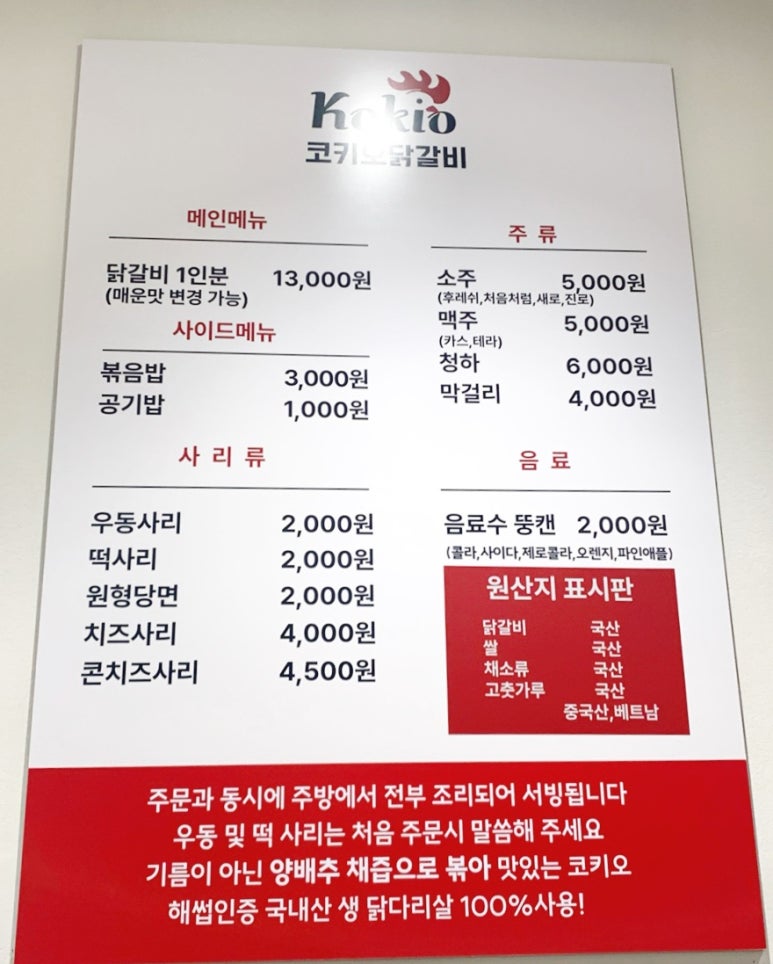 Kokio
코키오닭갈비
메인메뉴
닭갈비 1인분 13,000원
(매운맛 변경 가능)
사이드메뉴
볶음밥 3,000원
공기밥 1,000원
사리류
우동사리 2,000원
떡사리 2,000원
원형당면 2,000원
치즈사리 4,000원
콘치즈사리 4,500원
주류
소주 5,000원
(후레쉬,처음처럼,새로,진로)
맥주 5,000원
(카스,테라)
청하 6,000원
막걸리 4,000원
음료
음료수 뚱캔 2,000원
(콜라,사이다,제로콜라,오렌지,파인애플)
원산지 표시판
닭갈비 국산
쌀 국산
채소류 국산
고춧가루 국산
중국산,베트남
주문과 동시에 주방에서 전부 조리되어 서빙됩니다
우동 및 떡 사리는 처음 주문시 말씀해 주세요
기름이 아닌 양배추 채즙으로 볶아 맛있는 코키오
해썹인증 국내산 생 닭다리살 100%사용!